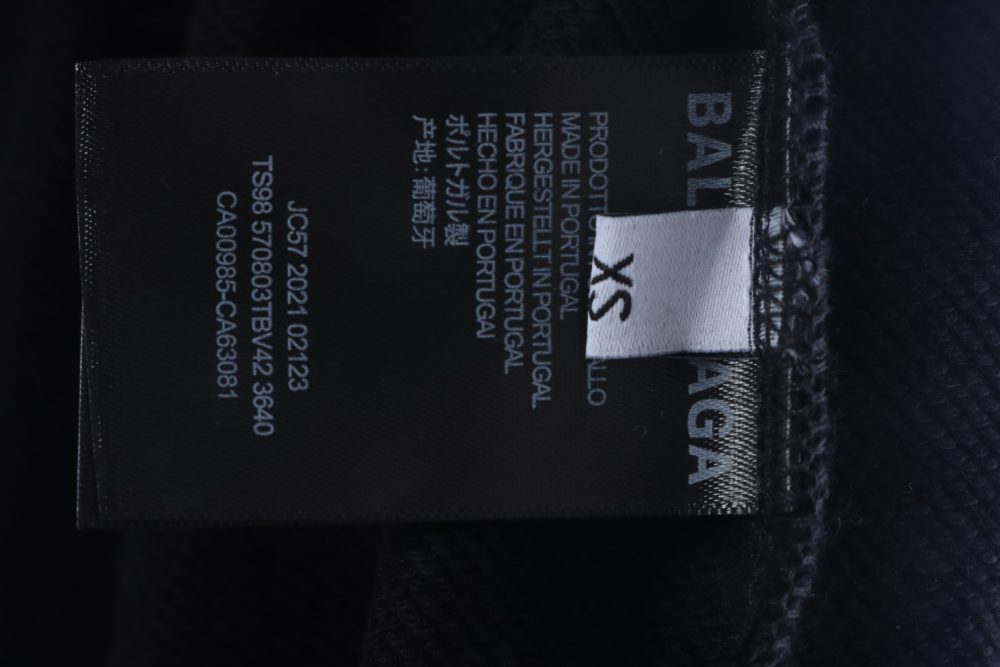 BAL AGA
XS
PRODOTTO ALLO
MADE IN PORTUGAL
HERGESTELLT IN PORTUGAL
FABRIQUE EN PORTUGAL
HECHO EN PORTUGAL
ポルトガル製
产地:葡萄牙
JC57 2021 02123
TS98 570803TBV42 3640
CA00985-CA63081